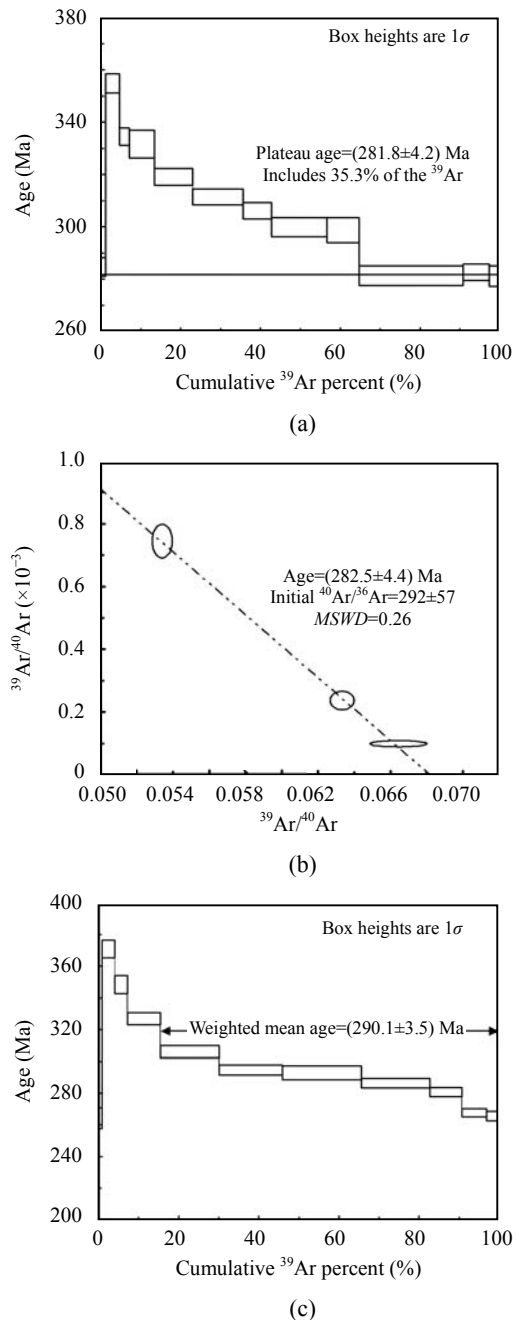 380
Box heights are 1σ
340
Plateau age=(281.8±4.2) Ma
Includes 35.3% of the ³⁹Ar
Age (Ma)
300
260
0 20 40 60 80 100
Cumulative ³⁹Ar percent (%)
(a)
1.0
0.8
Age=(282.5±4.4) Ma
Initial ⁴⁰Ar/³⁶Ar=292±57
MSWD=0.26
³⁹Ar/⁴⁰Ar (×10⁻³)
0.6
0.4
0.2
0
0.050 0.054 0.058 0.062 0.066 0.070
³⁹Ar/⁴⁰Ar
(b)
400
Box heights are 1σ
360
320
Weighted mean age=(290.1±3.5) Ma
Age (Ma)
280
240
200
0 20 40 60 80 100
Cumulative ³⁹Ar percent (%)
(c)